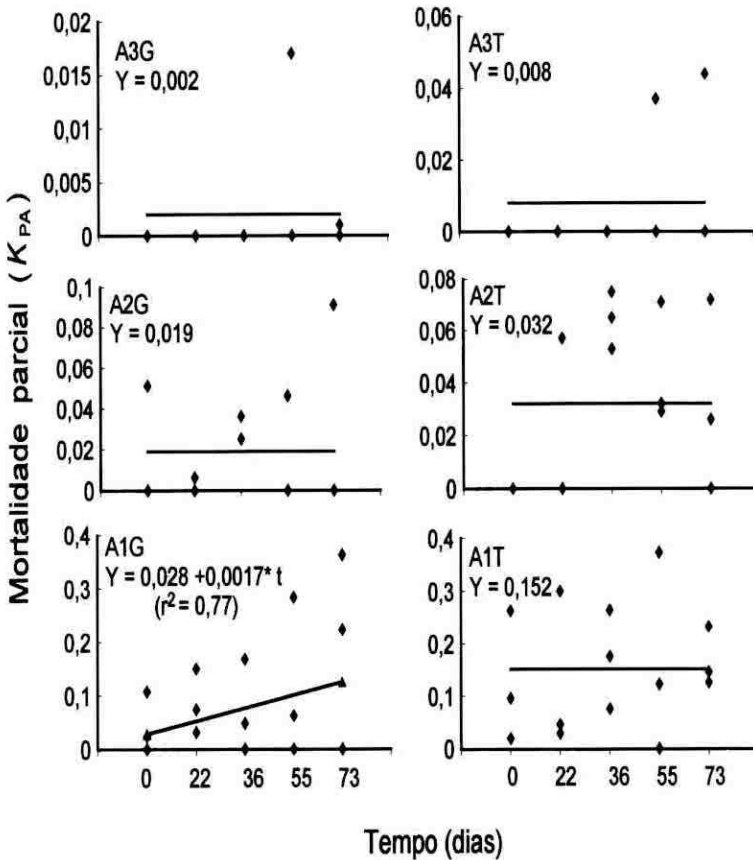 Mortalidade parcial (K PA)
0,02
0,015
0,01
0,005
0
A3G
Y = 0,002
0,06
0,04
0,02
0
A3T
Y = 0,008
0,1
0,08
0,06
0,04
0,02
0
A2G
Y = 0,019
0,08
0,06
0,04
0,02
0
A2T
Y = 0,032
0,4
0,3
0,2
0,1
0
A1G
Y = 0,028 +0,0017* t
(r² = 0,77)
0 22 36 55 73
0,4
0,3
0,2
0,1
0
A1T
Y = 0,152
0 22 36 55 73
Tempo (dias)